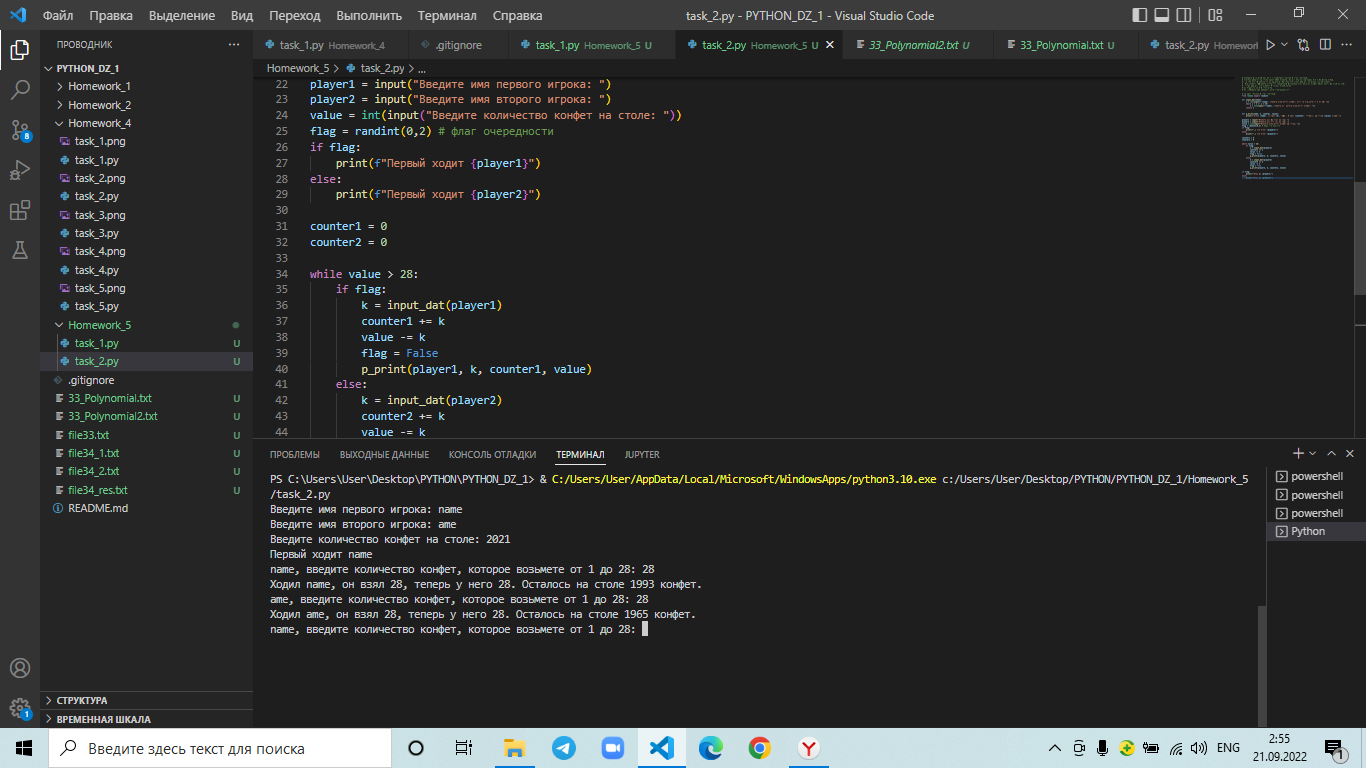 Файл Правка Выделение Вид Переход Выполнить Терминал Справка task_2.py - PYTHON_DZ_1 - Visual Studio Code
ПРОВОДНИК
task_1.py Homework_4 .gitignore task_1.py Homework_5 U task_2.py Homework_5 U 33_Polynomial2.txt U 33_Polynomial.txt U task_2.py Homework
Homework_5 > task_2.py > ...
PYTHON_DZ_1
Homework_1
Homework_2
Homework_4
task_1.png
task_1.py
task_2.png
task_2.py
task_3.png
task_3.py
task_4.png
task_4.py
task_5.png
task_5.py
Homework_5
task_1.py U
task_2.py U
.gitignore
33_Polynomial.txt U
33_Polynomial2.txt U
file33.txt U
file34_1.txt U
file34_2.txt U
file34_res.txt U
README.md
СТРУКТУРА
ВРЕМЕННАЯ ШКАЛА
8
1
22 player1 = input("Введите имя первого игрока: ")
23 player2 = input("Введите имя второго игрока: ")
24 value = int(input("Введите количество конфет на столе: "))
25 flag = randint(0,2) # флаг очередности
26 if flag:
27 print(f"Первый ходит {player1}")
28 else:
29 print(f"Первый ходит {player2}")
30
31 counter1 = 0
32 counter2 = 0
33
34 while value > 28:
35 if flag:
36 k = input_dat(player1)
37 counter1 += k
38 value -= k
39 flag = False
40 p_print(player1, k, counter1, value)
41 else:
42 k = input_dat(player2)
43 counter2 += k
44 value -= k
ПРОБЛЕМЫ ВЫХОДНЫЕ ДАННЫЕ КОНСОЛЬ ОТЛАДКИ ТЕРМИНАЛ JUPYTER
PS C:\Users\User\Desktop\PYTHON\PYTHON_DZ_1> & C:/Users/User/AppData/Local/Microsoft/WindowsApps/python3.10.exe c:/Users/User/Desktop/PYTHON/PYTHON_DZ_1/Homework_5
/task_2.py
Введите имя первого игрока: name
Введите имя второго игрока: ame
Введите количество конфет на столе: 2021
Первый ходит name
name, введите количество конфет, которое возьмете от 1 до 28: 28
Ходил name, он взял 28, теперь у него 28. Осталось на столе 1993 конфет.
ame, введите количество конфет, которое возьмете от 1 до 28: 28
Ходил ame, он взял 28, теперь у него 28. Осталось на столе 1965 конфет.
name, введите количество конфет, которое возьмете от 1 до 28:
powershell
powershell
powershell
Python
Введите здесь текст для поиска
ENG
2:55
21.09.2022
1